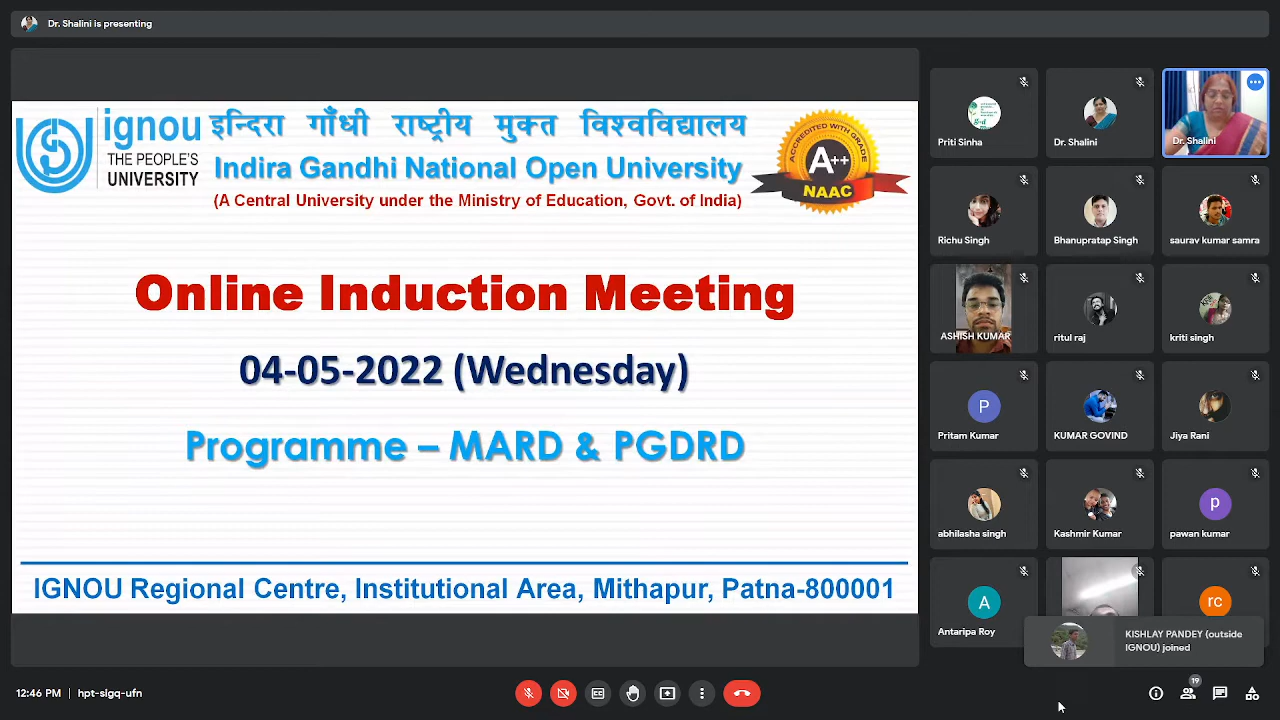 Dr. Shalini is presenting
ignou
THE PEOPLE'S
UNIVERSITY
इन्दिरा गाँधी राष्ट्रीय मुक्त विश्वविद्यालय
Indira Gandhi National Open University
(A Central University under the Ministry of Education, Govt. of India)
ACCREDITED WITH GRADE
A++
NAAC
Online Induction Meeting
04-05-2022 (Wednesday)
Programme – MARD & PGDRD
IGNOU Regional Centre, Institutional Area, Mithapur, Patna-800001
Priti Sinha
Dr. Shalini
Dr. Shalini
Richu Singh
Bhanupratap Singh
saurav kumar samra
ASHISH KUMAR
ritul raj
kriti singh
P
Pritam Kumar
KUMAR GOVIND
Jiya Rani
abhilasha singh
Kashmir Kumar
p
pawan kumar
A
Antaripa Roy
rc
KISHLAY PANDEY (outside
IGNOU) joined
12:46 PM | hpt-slgq-ufn
19